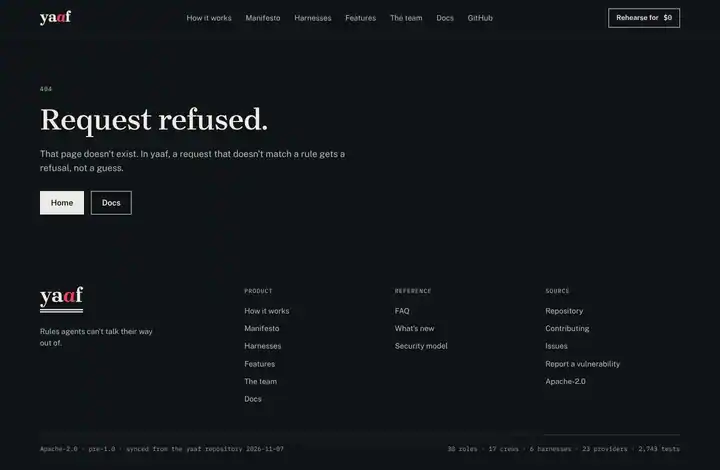 yaaf
How it works
Manifesto
Harnesses
Features
The team
Docs
GitHub
Rehearse for $0
404
Request refused.
That page doesn't exist. In yaaf, a request that doesn't match a rule gets a
refusal, not a guess.
Home
Docs
yaaf
Rules agents can't talk their way
out of.
PRODUCT
How it works
Manifesto
Harnesses
Features
The team
Docs
REFERENCE
FAQ
What's new
Security model
SOURCE
Repository
Contributing
Issues
Report a vulnerability
Apache-2.0
Apache-2.0 · pre-1.0 · synced from the yaaf repository 2026-11-07
30 roles · 17 crews · 6 harnesses · 23 providers · 2,743 tests